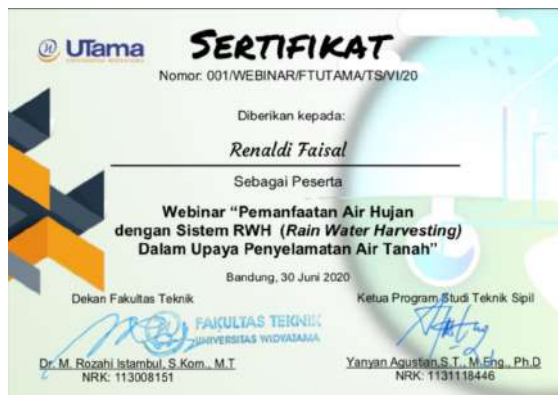 UTama
SERTIFIKAT
Nomor: 001/WEBINAR/FTUTAMA/TS/VI/20
Diberikan kepada:
Renaldi Faisal
Sebagai Peserta
Webinar “Pemanfaatan Air Hujan
dengan Sistem RWH (Rain Water Harvesting)
Dalam Upaya Penyelamatan Air Tanah”
Bandung, 30 Juni 2020
Dekan Fakultas Teknik
FAKULTAS TEKNIK
UNIVERSITAS WIDYATAMA
Dr. M. Rozahi Istambul, S.Kom., M.T
NRK: 113008151
Ketua Program Studi Teknik Sipil
Yanyan Agustian,S.T., M.Eng., Ph.D
NRK: 1131118446